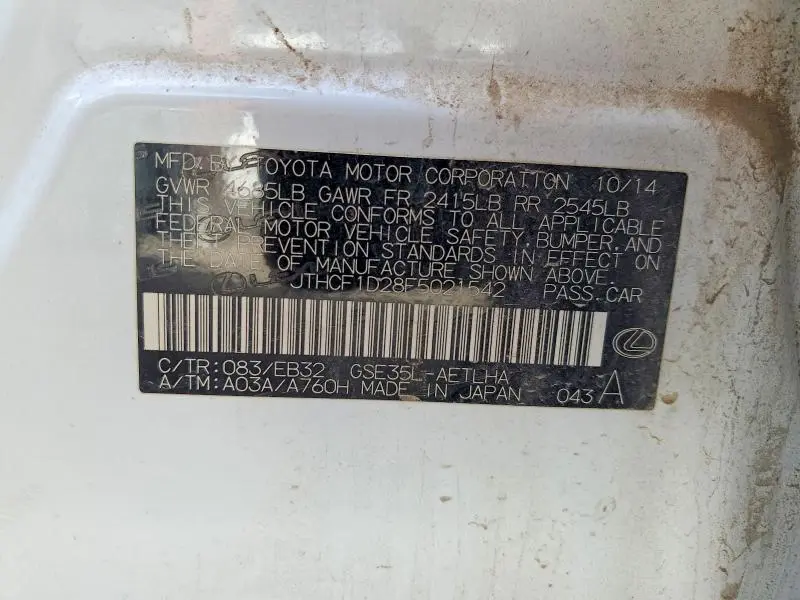 MFD. BY TOYOTA MOTOR CORPORATION 10/14
GVWR 4685LB GAWR FR 2415LB RR 2545LB
THIS VEHICLE CONFORMS TO ALL APPLICABLE
FEDERAL MOTOR VEHICLE SAFETY, BUMPER, AND
THEFT PREVENTION STANDARDS IN EFFECT ON
THE DATE OF MANUFACTURE SHOWN ABOVE.
JTHCF1D28F5021542 PASS.CAR
C/TR: 083/EB32 GSE35L-AETLHA
A/TM: A03A/A760H MADE IN JAPAN 043 A